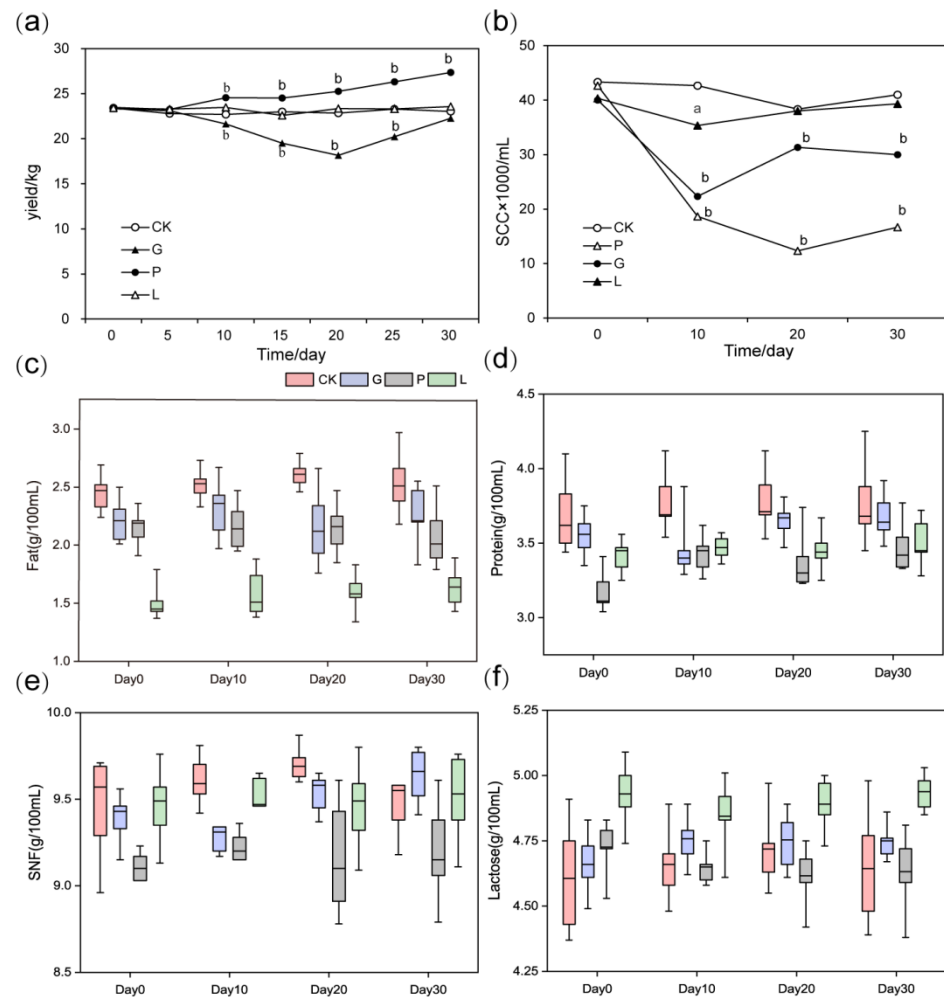 (a)
30
25
20
15
10
5
0
yield/kg
b
b
b
b
b
b
b
b
b
b
CK
G
P
L
0 5 10 15 20 25 30
Time/day
(b)
50
40
30
20
10
0
SCC×1000/mL
a
b
b
b
b
b
b
CK
P
G
L
0 10 20 30
Time/day
CK G P L
(c)
3.0
2.5
2.0
1.5
1.0
Fat(g/100mL)
Day0 Day10 Day20 Day30
(d)
4.5
4.0
3.5
3.0
Protein(g/100mL)
Day0 Day10 Day20 Day30
(e)
10.0
9.5
9.0
8.5
SNF(g/100mL)
Day0 Day10 Day20 Day30
(f)
5.25
5.00
4.75
4.50
4.25
Lactose(g/100mL)
Day0 Day10 Day20 Day30